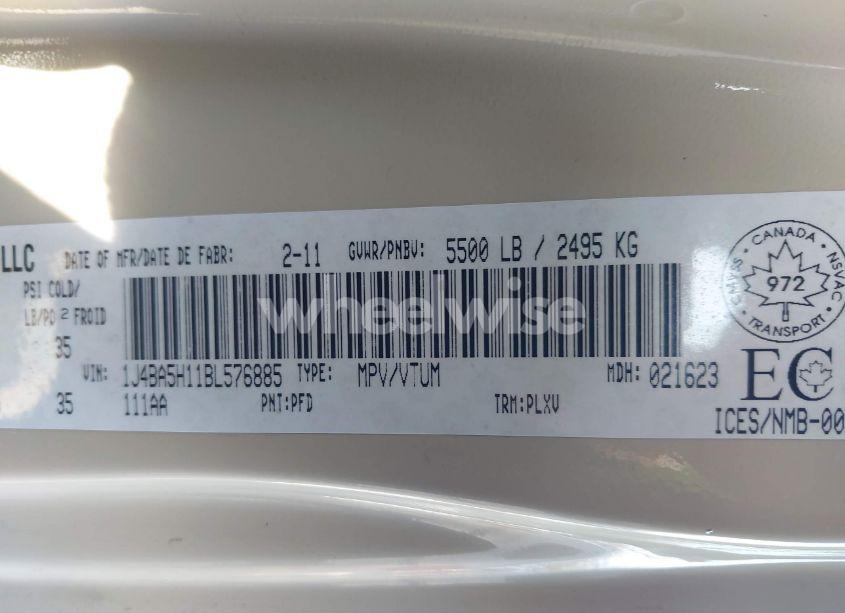 LLC DATE OF MFR/DATE DE FABR: 2-11 GVWR/PNBV: 5500 LB / 2495 KG
PSI COLD/
LB/PO2 FROID
35
VIN: 1J4BA5H11BL576885 TYPE: MPV/VTUM MDH: 021623
35 111AA PNT:PFD TRM:PLXV
CANADA
CMVSS NSVAC
972
TRANSPORT
EC
ICES/NMB-00
wheelwise